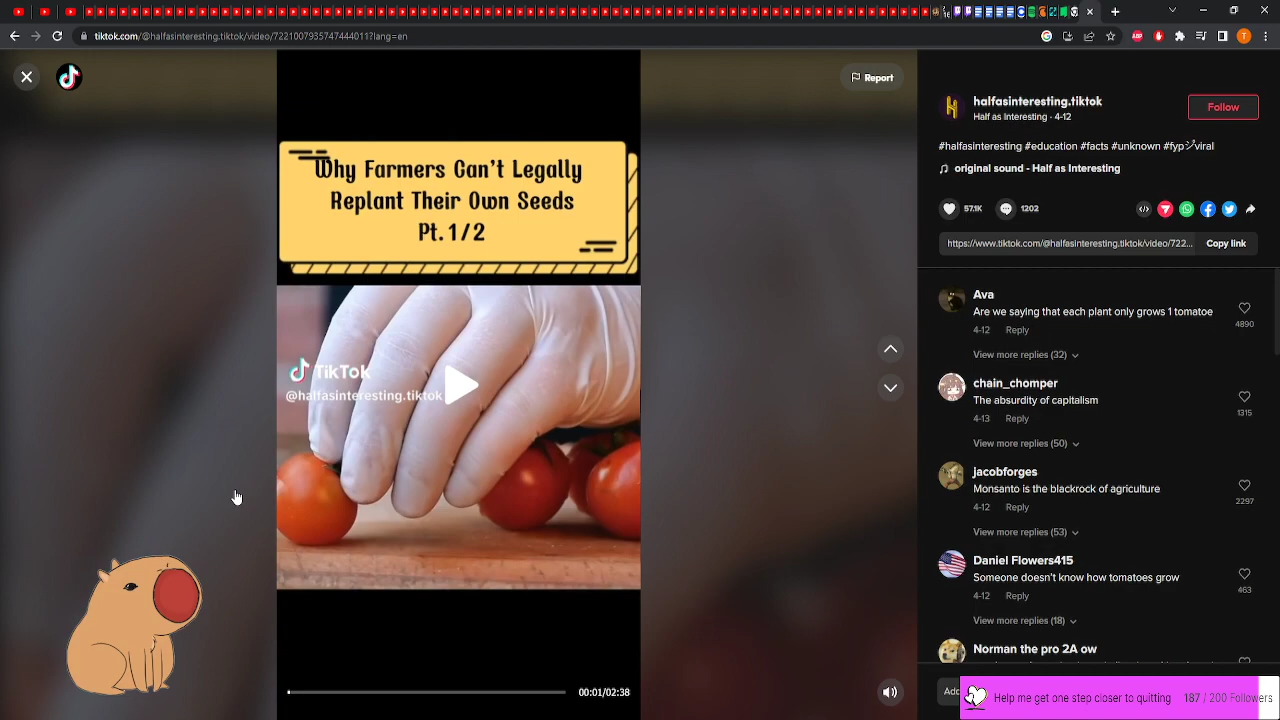 tiktok.com/@halfasinteresting.tiktok/video/7221007935747444011?lang=en
Report
Why Farmers Can't Legally
Replant Their Own Seeds
Pt.1/2
TikTok
@halfasinteresting.tiktok
00:01/02:38
halfasinteresting.tiktok
Half as Interesting · 4-12
Follow
#halfasinteresting #education #facts #unknown #fyp #viral
original sound - Half as Interesting
57.1K
1202
https://www.tiktok.com/@halfasinteresting.tiktok/video/722...
Copy link
Ava
Are we saying that each plant only grows 1 tomatoe
4890
4-12 Reply
View more replies (32)
chain_chomper
The absurdity of capitalism
1315
4-13 Reply
View more replies (50)
jacoforges
Monsanto is the blackrock of agriculture
2297
4-12 Reply
View more replies (53)
Daniel Flowers415
someone doesn't know how tomatoes grow
463
4-12 Reply
View more replies (18)
Norman the pro 2A ow
Add
Help me get one step closer to getting
187 / 200 Follow